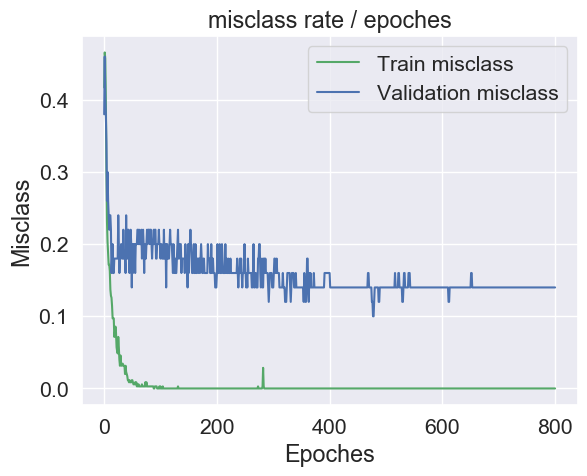 misclass rate / epoches
Train misclass
Validation misclass
Misclass
0.4
0.3
0.2
0.1
0.0
0 200 400 600 800
Epoches